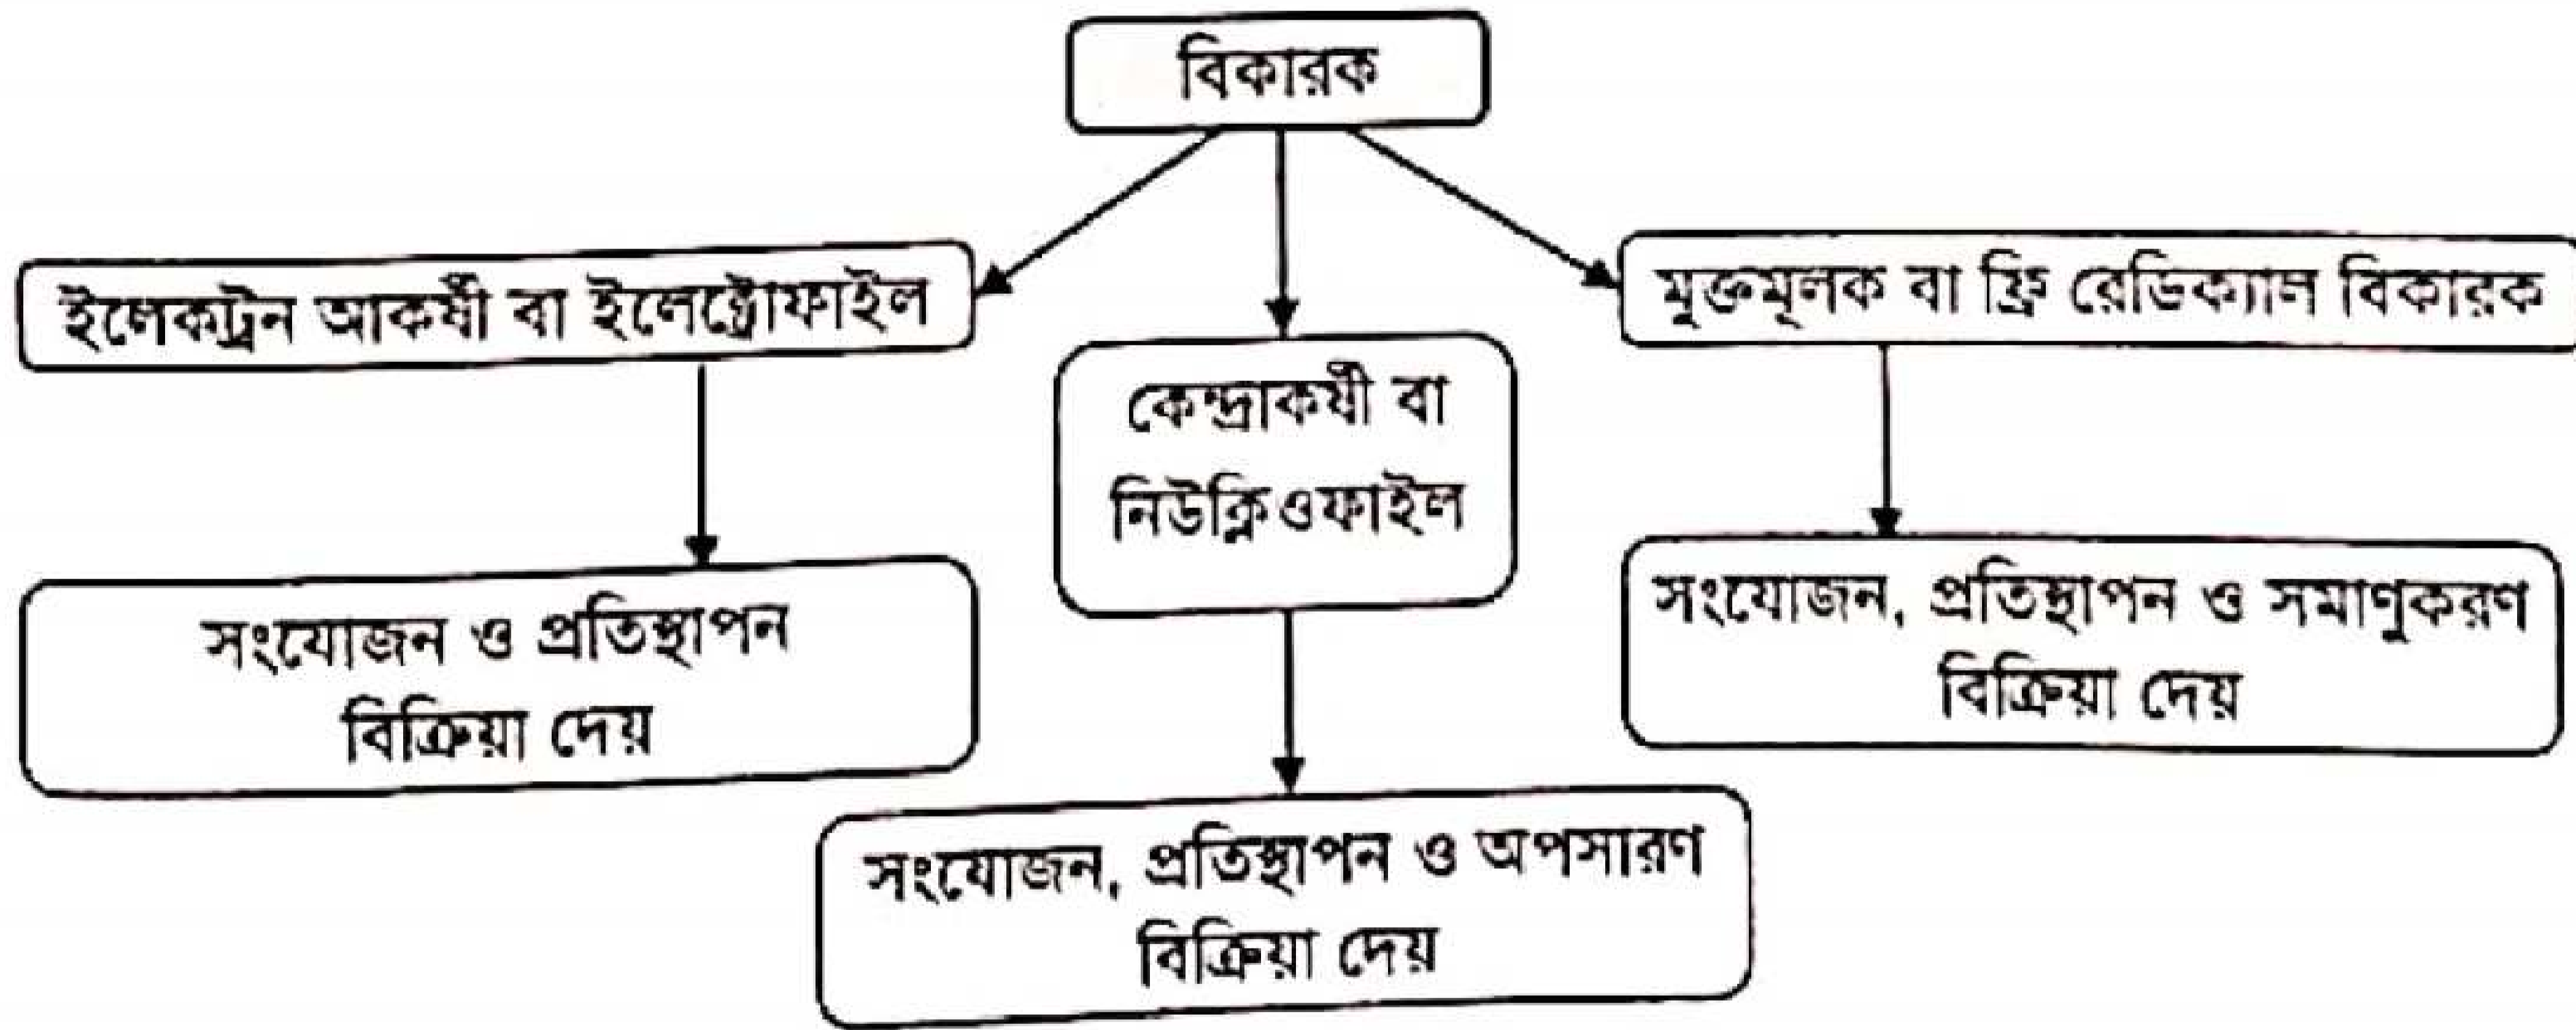 বিকারক
ইলেকট্রন আকর্ষী বা ইলেক্ট্রোফাইল
কেন্দ্রাকর্ষী বা
নিউক্লিওফাইল
মুক্তমূলক বা ফ্রি রেডিক্যাল বিকারক
সংযোজন ও প্রতিস্থাপন
বিক্রিয়া দেয়
সংযোজন, প্রতিস্থাপন ও অপসারণ
বিক্রিয়া দেয়
সংযোজন, প্রতিস্থাপন ও সমাণুকরণ
বিক্রিয়া দেয়